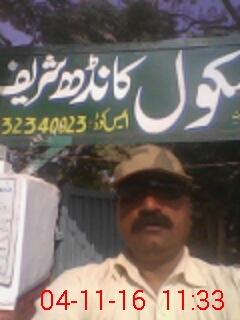 سکول کانڈھ شریف
ایس کوڈ: 32340023
04-11-16 11:33